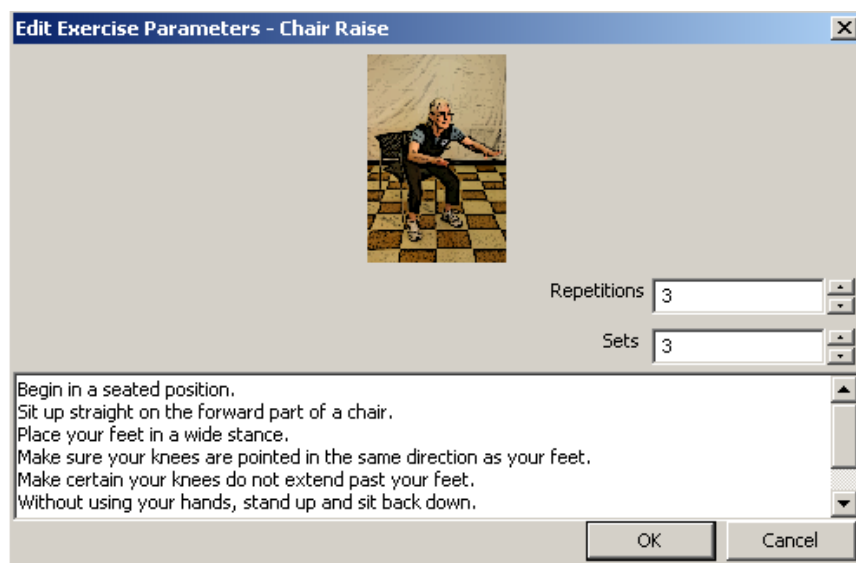 Edit Exercise Parameters - Chair Raise
Repetitions 3
Sets 3
Begin in a seated position.
Sit up straight on the forward part of a chair.
Place your feet in a wide stance.
Make sure your knees are pointed in the same direction as your feet.
Make certain your knees do not extend past your feet.
Without using your hands, stand up and sit back down.
OK Cancel